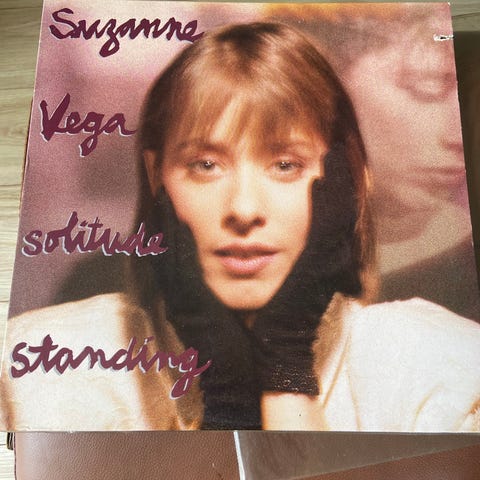 Suzanne
Vega
solitude
standing